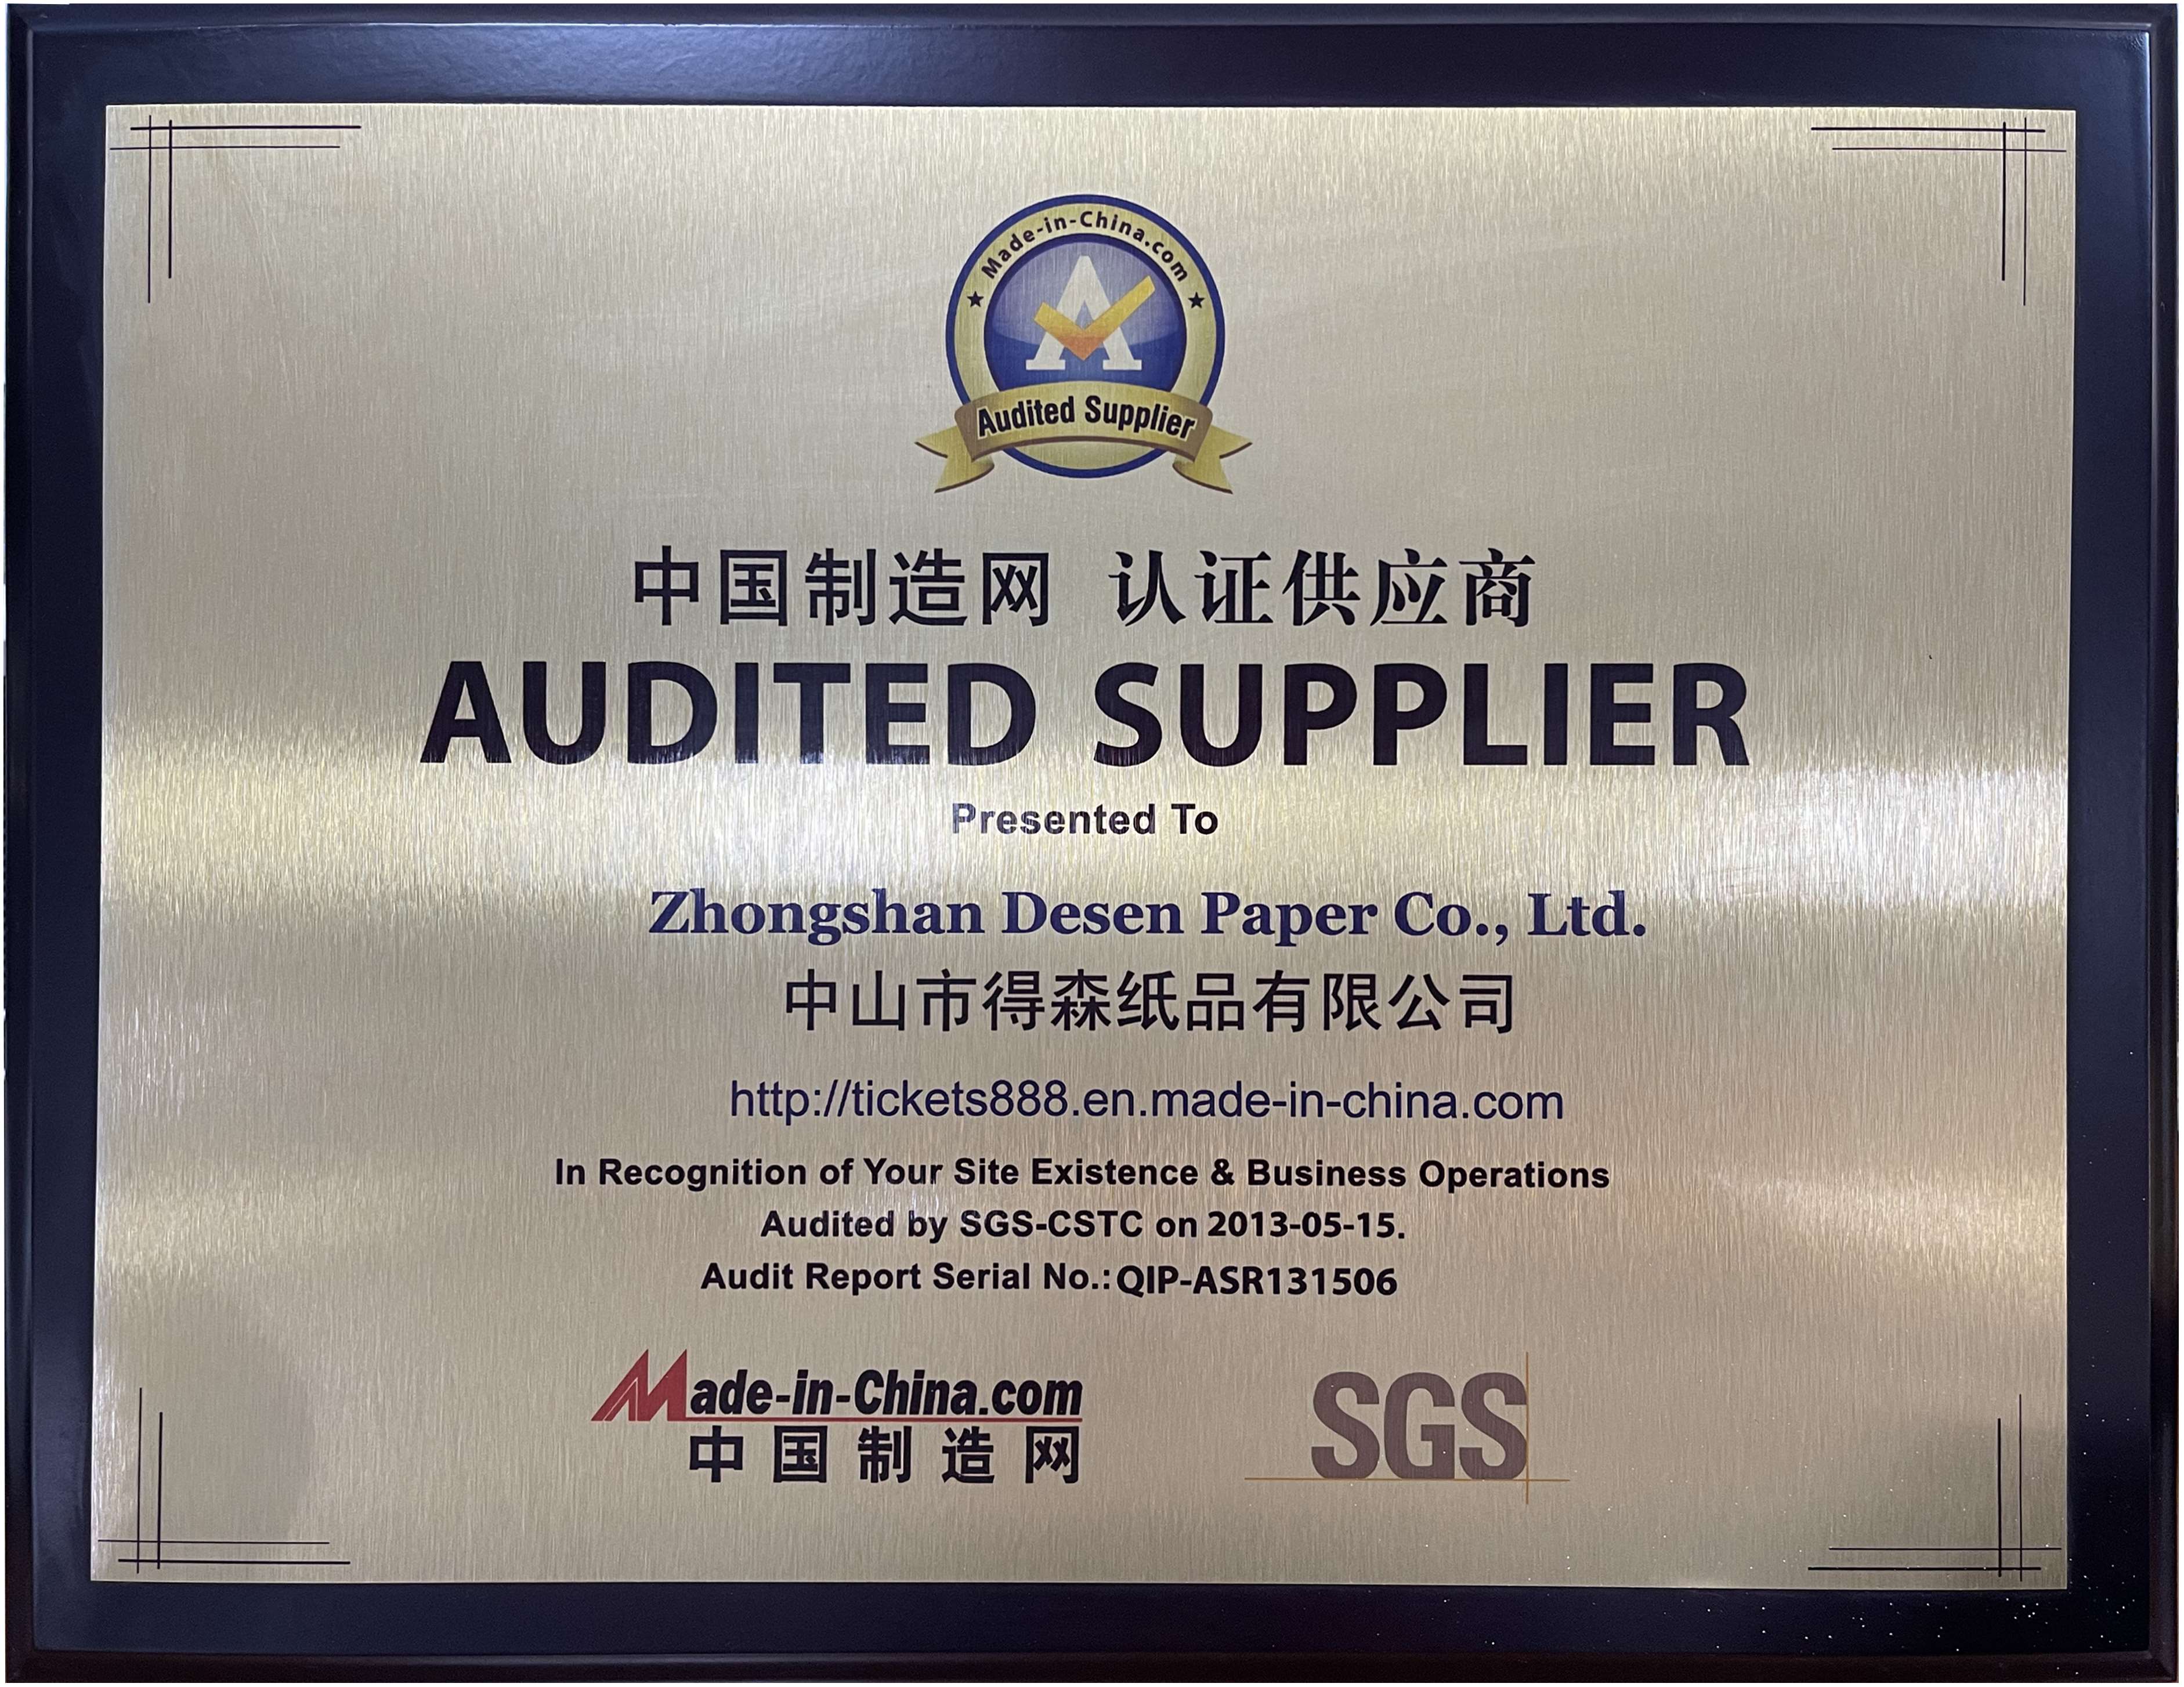 Made-in-China.com
Audited Supplier
中国制造网 认证供应商
AUDITED SUPPLIER
Presented To
Zhongshan Desen Paper Co., Ltd.
中山市得森纸品有限公司
http://tickets888.en.made-in-china.com
In Recognition of Your Site Existence & Business Operations
Audited by SGS-CSTC on 2013-05-15.
Audit Report Serial No.:QIP-ASR131506
Made-in-China.com
中国制造网
SGS